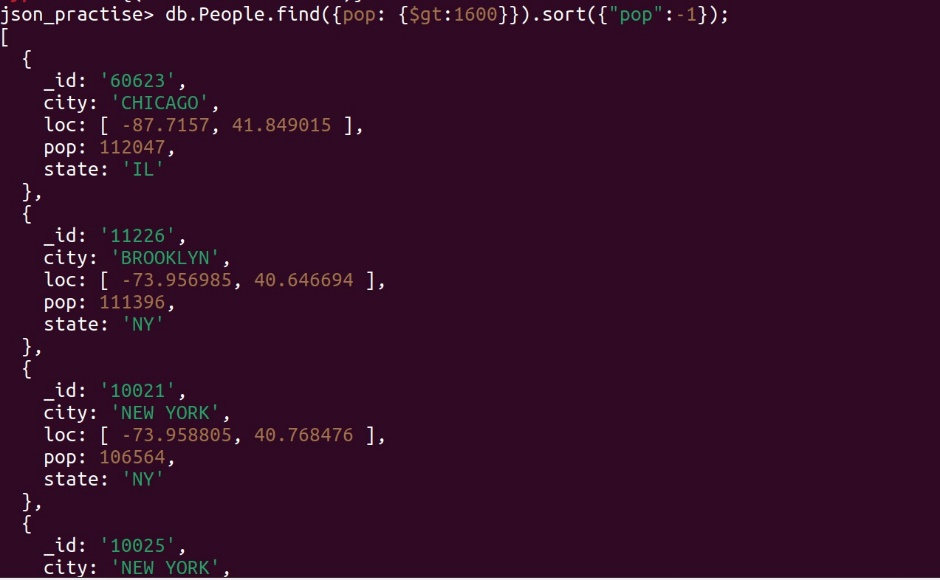 json_practise> db.People.find({pop: {$gt:1600}}).sort({"pop":-1});
[
  {
    _id: '60623',
    city: 'CHICAGO',
    loc: [ -87.7157, 41.849015 ],
    pop: 112047,
    state: 'IL'
  },
  {
    _id: '11226',
    city: 'BROOKLYN',
    loc: [ -73.956985, 40.646694 ],
    pop: 111396,
    state: 'NY'
  },
  {
    _id: '10021',
    city: 'NEW YORK',
    loc: [ -73.958805, 40.768476 ],
    pop: 106564,
    state: 'NY'
  },
  {
    _id: '10025',
    city: 'NEW YORK',